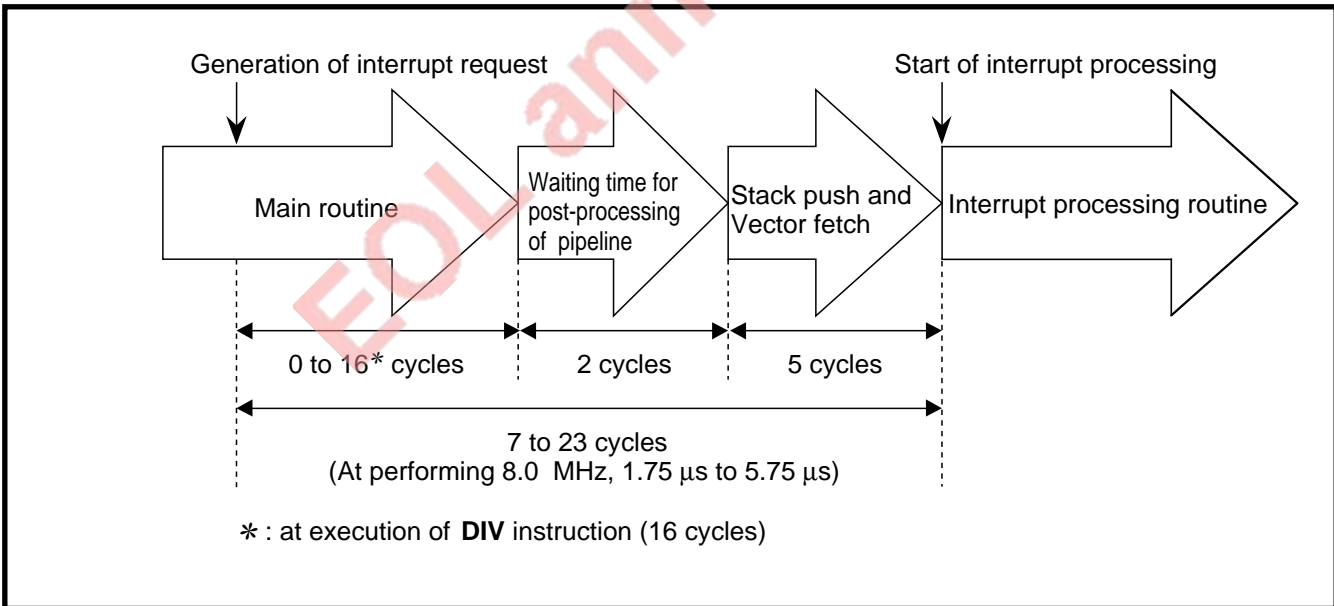 EOL ann
Generation of interrupt request
Start of interrupt processing
Main routine
Waiting time for
post-processing
of pipeline
Stack push and
Vector fetch
Interrupt processing routine
0 to 16* cycles
2 cycles
5 cycles
7 to 23 cycles
(At performing 8.0 MHz, 1.75 μs to 5.75 μs)
* : at execution of DIV instruction (16 cycles)